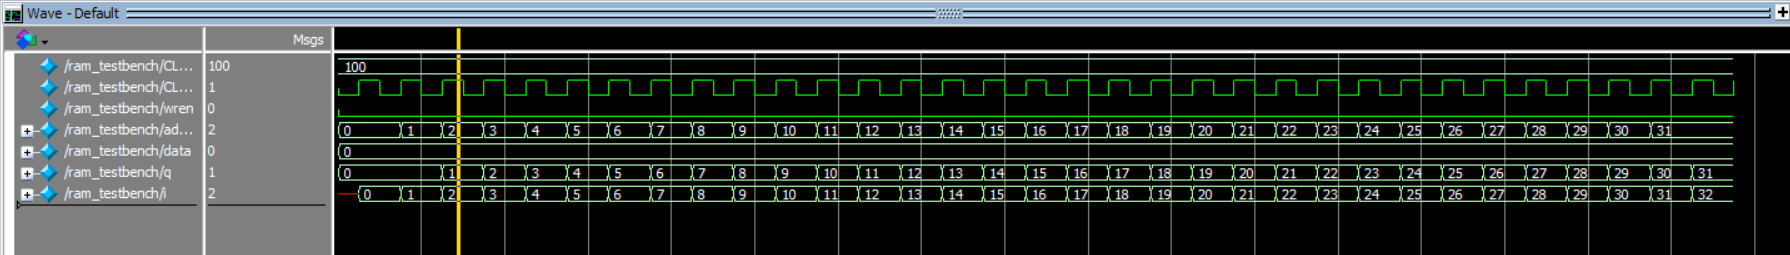 Wave - Default
Msgs
/ram_testbench/CL... 100 100
/ram_testbench/CL... 1
/ram_testbench/wren 0
/ram_testbench/ad... 2 0 1 2 3 4 5 6 7 8 9 10 11 12 13 14 15 16 17 18 19 20 21 22 23 24 25 26 27 28 29 30 31
/ram_testbench/data 0 0
/ram_testbench/q 1 0 1 2 3 4 5 6 7 8 9 10 11 12 13 14 15 16 17 18 19 20 21 22 23 24 25 26 27 28 29 30 31
/ram_testbench/i 2 0 1 2 3 4 5 6 7 8 9 10 11 12 13 14 15 16 17 18 19 20 21 22 23 24 25 26 27 28 29 30 31 32